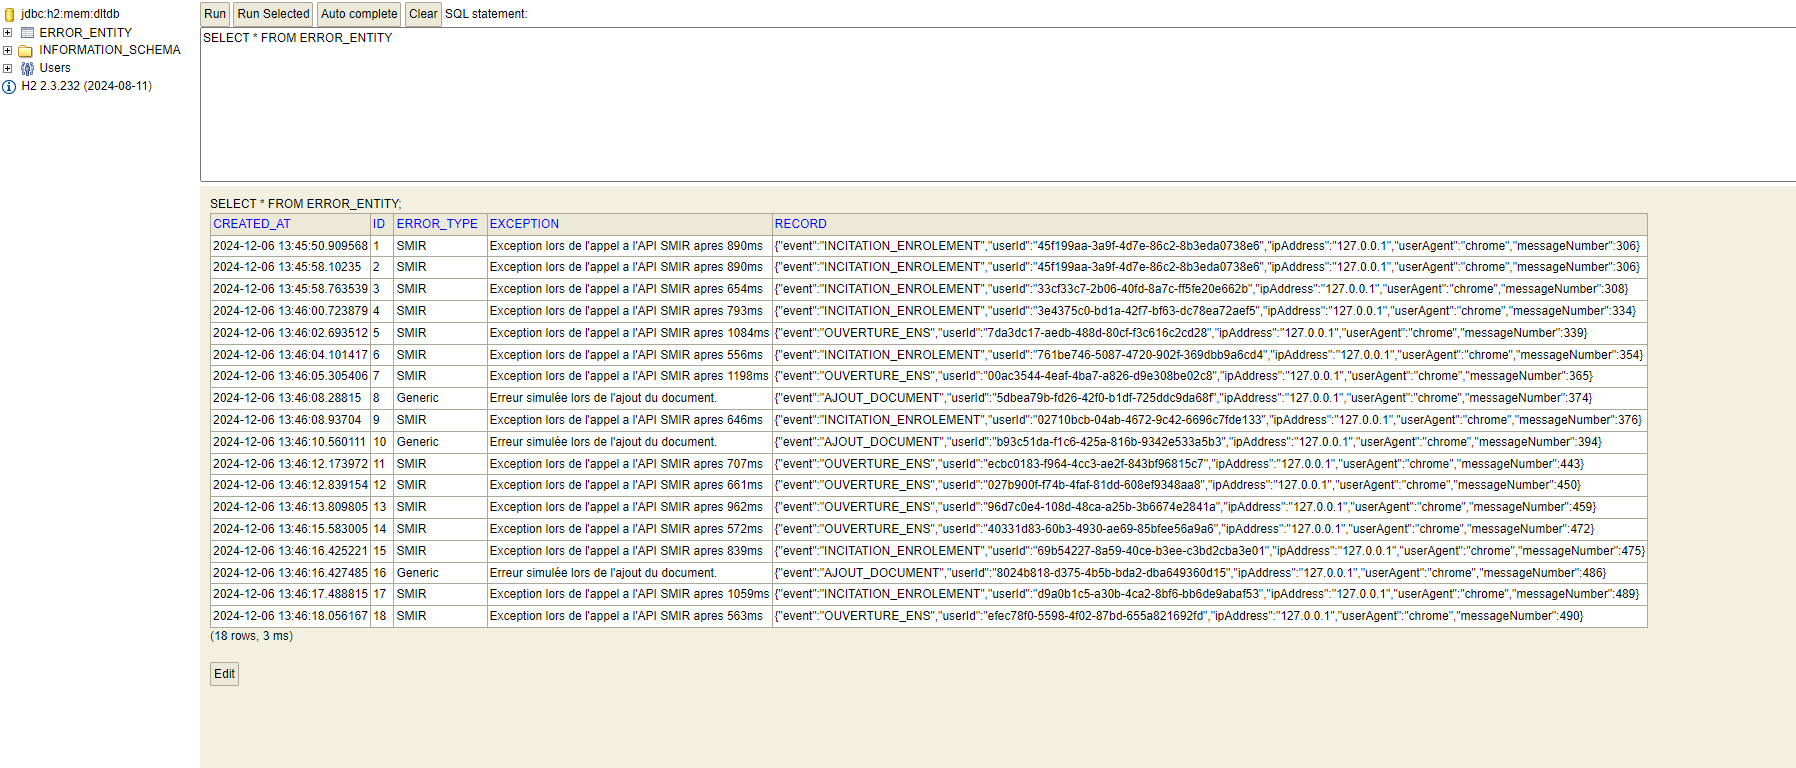 jdbc:h2:mem:dltdb
ERROR_ENTITY
INFORMATION_SCHEMA
Users
H2 2.3.232 (2024-08-11)
Run Run Selected Auto complete Clear SQL statement:
SELECT * FROM ERROR_ENTITY
SELECT * FROM ERROR_ENTITY;
CREATED_AT ID ERROR_TYPE EXCEPTION RECORD
2024-12-06 13:45:50.909568 1 SMIR Exception lors de l'appel a l'API SMIR apres 890ms {"event":"INCITATION_ENROLEMENT","userId":"45f199aa-3a9f-4d7e-86c2-8b3eda0738e6","ipAddress":"127.0.0.1","userAgent":"chrome","messageNumber":306}
2024-12-06 13:45:58.10235 2 SMIR Exception lors de l'appel a l'API SMIR apres 890ms {"event":"INCITATION_ENROLEMENT","userId":"45f199aa-3a9f-4d7e-86c2-8b3eda0738e6","ipAddress":"127.0.0.1","userAgent":"chrome","messageNumber":306}
2024-12-06 13:45:58.763539 3 SMIR Exception lors de l'appel a l'API SMIR apres 654ms {"event":"INCITATION_ENROLEMENT","userId":"33cf33c7-2b06-40fd-8a7c-ff5fe20e662b","ipAddress":"127.0.0.1","userAgent":"chrome","messageNumber":308}
2024-12-06 13:46:00.723879 4 SMIR Exception lors de l'appel a l'API SMIR apres 793ms {"event":"INCITATION_ENROLEMENT","userId":"3e4375c0-bd1a-42f7-bf63-dc78ea72aef5","ipAddress":"127.0.0.1","userAgent":"chrome","messageNumber":334}
2024-12-06 13:46:02.693512 5 SMIR Exception lors de l'appel a l'API SMIR apres 1084ms {"event":"OUVERTURE_ENS","userId":"7da3dc17-aedb-488d-80cf-f3c616c2cd28","ipAddress":"127.0.0.1","userAgent":"chrome","messageNumber":339}
2024-12-06 13:46:04.101417 6 SMIR Exception lors de l'appel a l'API SMIR apres 556ms {"event":"INCITATION_ENROLEMENT","userId":"761be746-5087-4720-902f-369dbb9a6cd4","ipAddress":"127.0.0.1","userAgent":"chrome","messageNumber":354}
2024-12-06 13:46:05.305406 7 SMIR Exception lors de l'appel a l'API SMIR apres 1198ms {"event":"OUVERTURE_ENS","userId":"00ac3544-4eaf-4ba7-a826-d9e308be02c8","ipAddress":"127.0.0.1","userAgent":"chrome","messageNumber":365}
2024-12-06 13:46:08.28815 8 Generic Erreur simulée lors de l'ajout du document. {"event":"AJOUT_DOCUMENT","userId":"5dbea79b-fd26-42f0-b1df-725ddc9da68f","ipAddress":"127.0.0.1","userAgent":"chrome","messageNumber":374}
2024-12-06 13:46:08.93704 9 SMIR Exception lors de l'appel a l'API SMIR apres 646ms {"event":"INCITATION_ENROLEMENT","userId":"02710bcb-04ab-4672-9c42-6696c7fde133","ipAddress":"127.0.0.1","userAgent":"chrome","messageNumber":376}
2024-12-06 13:46:10.560111 10 Generic Erreur simulée lors de l'ajout du document. {"event":"AJOUT_DOCUMENT","userId":"b93c51da-f1c6-425a-816b-9342e533a5b3","ipAddress":"127.0.0.1","userAgent":"chrome","messageNumber":394}
2024-12-06 13:46:12.173972 11 SMIR Exception lors de l'appel a l'API SMIR apres 707ms {"event":"OUVERTURE_ENS","userId":"ecbc0183-f964-4cc3-ae2f-843bf96815c7","ipAddress":"127.0.0.1","userAgent":"chrome","messageNumber":443}
2024-12-06 13:46:12.839154 12 SMIR Exception lors de l'appel a l'API SMIR apres 661ms {"event":"OUVERTURE_ENS","userId":"027b900f-f74b-4faf-81dd-608ef9348aa8","ipAddress":"127.0.0.1","userAgent":"chrome","messageNumber":450}
2024-12-06 13:46:13.809805 13 SMIR Exception lors de l'appel a l'API SMIR apres 962ms {"event":"OUVERTURE_ENS","userId":"96d7c0e4-108d-48ca-a25b-3b6674e2841a","ipAddress":"127.0.0.1","userAgent":"chrome","messageNumber":459}
2024-12-06 13:46:15.583005 14 SMIR Exception lors de l'appel a l'API SMIR apres 572ms {"event":"OUVERTURE_ENS","userId":"40331d83-60b3-4930-ae69-85bfee56a9a6","ipAddress":"127.0.0.1","userAgent":"chrome","messageNumber":472}
2024-12-06 13:46:16.425221 15 SMIR Exception lors de l'appel a l'API SMIR apres 839ms {"event":"INCITATION_ENROLEMENT","userId":"69b54227-8a59-40ce-b3ee-c3bd2cba3e01","ipAddress":"127.0.0.1","userAgent":"chrome","messageNumber":475}
2024-12-06 13:46:16.427485 16 Generic Erreur simulée lors de l'ajout du document. {"event":"AJOUT_DOCUMENT","userId":"8024b818-d375-4b5b-bda2-dba649360d15","ipAddress":"127.0.0.1","userAgent":"chrome","messageNumber":486}
2024-12-06 13:46:17.488815 17 SMIR Exception lors de l'appel a l'API SMIR apres 1059ms {"event":"INCITATION_ENROLEMENT","userId":"d9a0b1c5-a30b-4ca2-8bf6-bb6de9abaf53","ipAddress":"127.0.0.1","userAgent":"chrome","messageNumber":489}
2024-12-06 13:46:18.056167 18 SMIR Exception lors de l'appel a l'API SMIR apres 563ms {"event":"OUVERTURE_ENS","userId":"efec78f0-5598-4f02-87bd-655a821692fd","ipAddress":"127.0.0.1","userAgent":"chrome","messageNumber":490}
(18 rows, 3 ms)
Edit